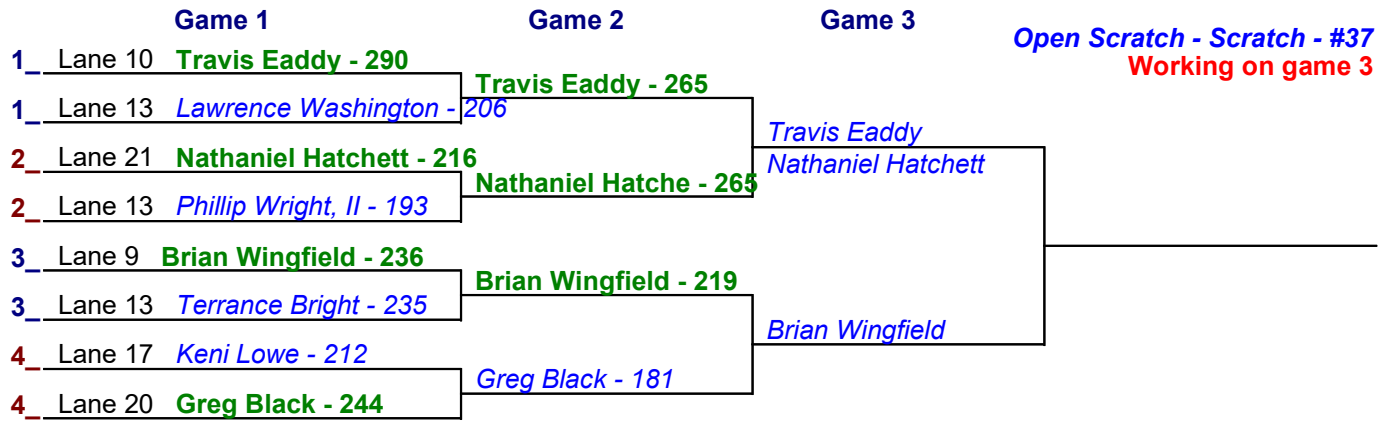 Game 1 Game 2 Game 3
Open Scratch - Scratch - #37
Working on game 3
1_ Lane 10 Travis Eaddy - 290
Travis Eaddy - 265
1_ Lane 13 Lawrence Washington - 206
Travis Eaddy
2_ Lane 21 Nathaniel Hatchett - 216
Nathaniel Hatchett
Nathaniel Hatche - 265
2_ Lane 13 Phillip Wright, II - 193
3_ Lane 9 Brian Wingfield - 236
Brian Wingfield - 219
3_ Lane 13 Terrance Bright - 235
Brian Wingfield
4_ Lane 17 Keni Lowe - 212
Greg Black - 181
4_ Lane 20 Greg Black - 244